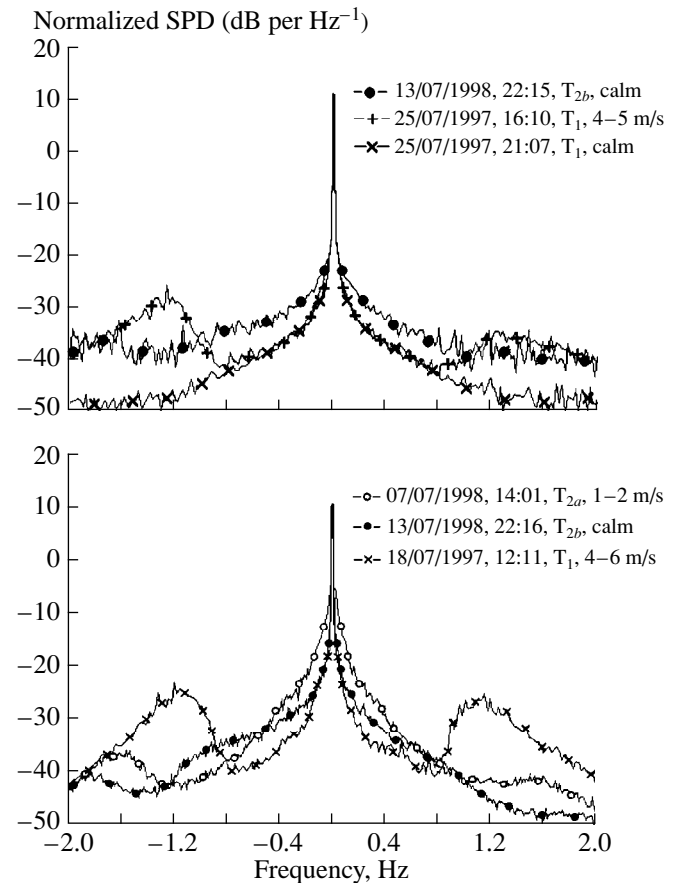 Normalized SPD (dB per Hz⁻¹)
20
10
0
−10
−20
−30
−40
−50
13/07/1998, 22:15, T₂b, calm
25/07/1997, 16:10, T₁, 4–5 m/s
25/07/1997, 21:07, T₁, calm
20
10
0
−10
−20
−30
−40
−50
07/07/1998, 14:01, T₂a, 1–2 m/s
13/07/1998, 22:16, T₂b, calm
18/07/1997, 12:11, T₁, 4–6 m/s
−2.0 −1.2 −0.4 0.4 1.2 2.0
Frequency, Hz